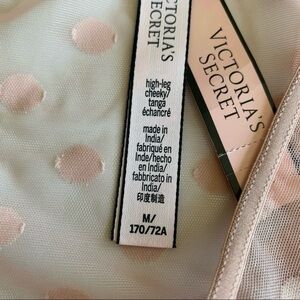 VICTORIA'S
SECRET
high-leg
cheeky/
tanga
échancré
made in
India/
fabriqué en
Inde/hecho
en India/
fabbricato in
India/
印度制造
M/
170/72A
VICTORIA'S
SECRET